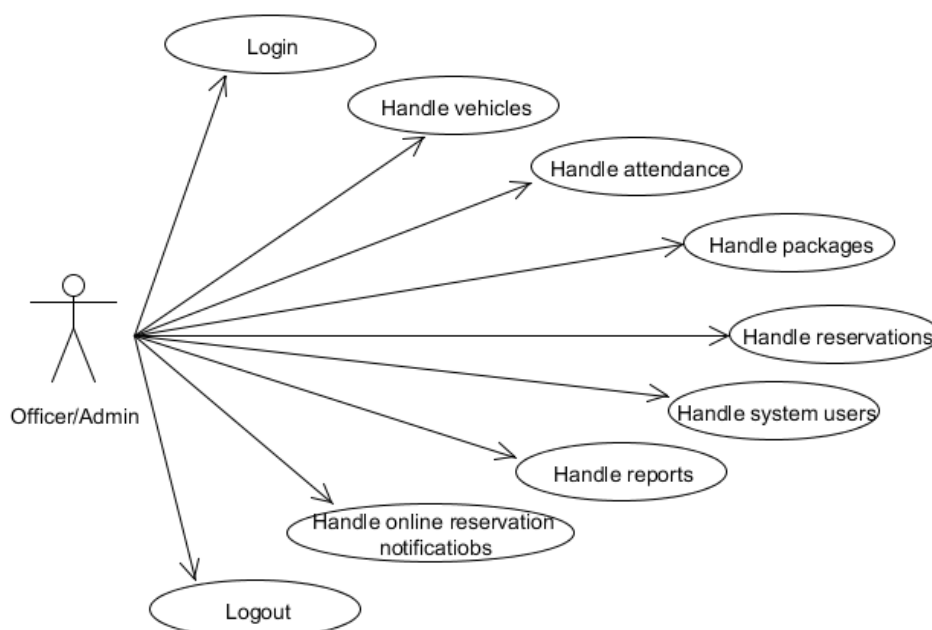 Login
Handle vehicles
Handle attendance
Handle packages
Handle reservations
Officer/Admin
Handle system users
Handle reports
Handle online reservation
notificatiobs
Logout